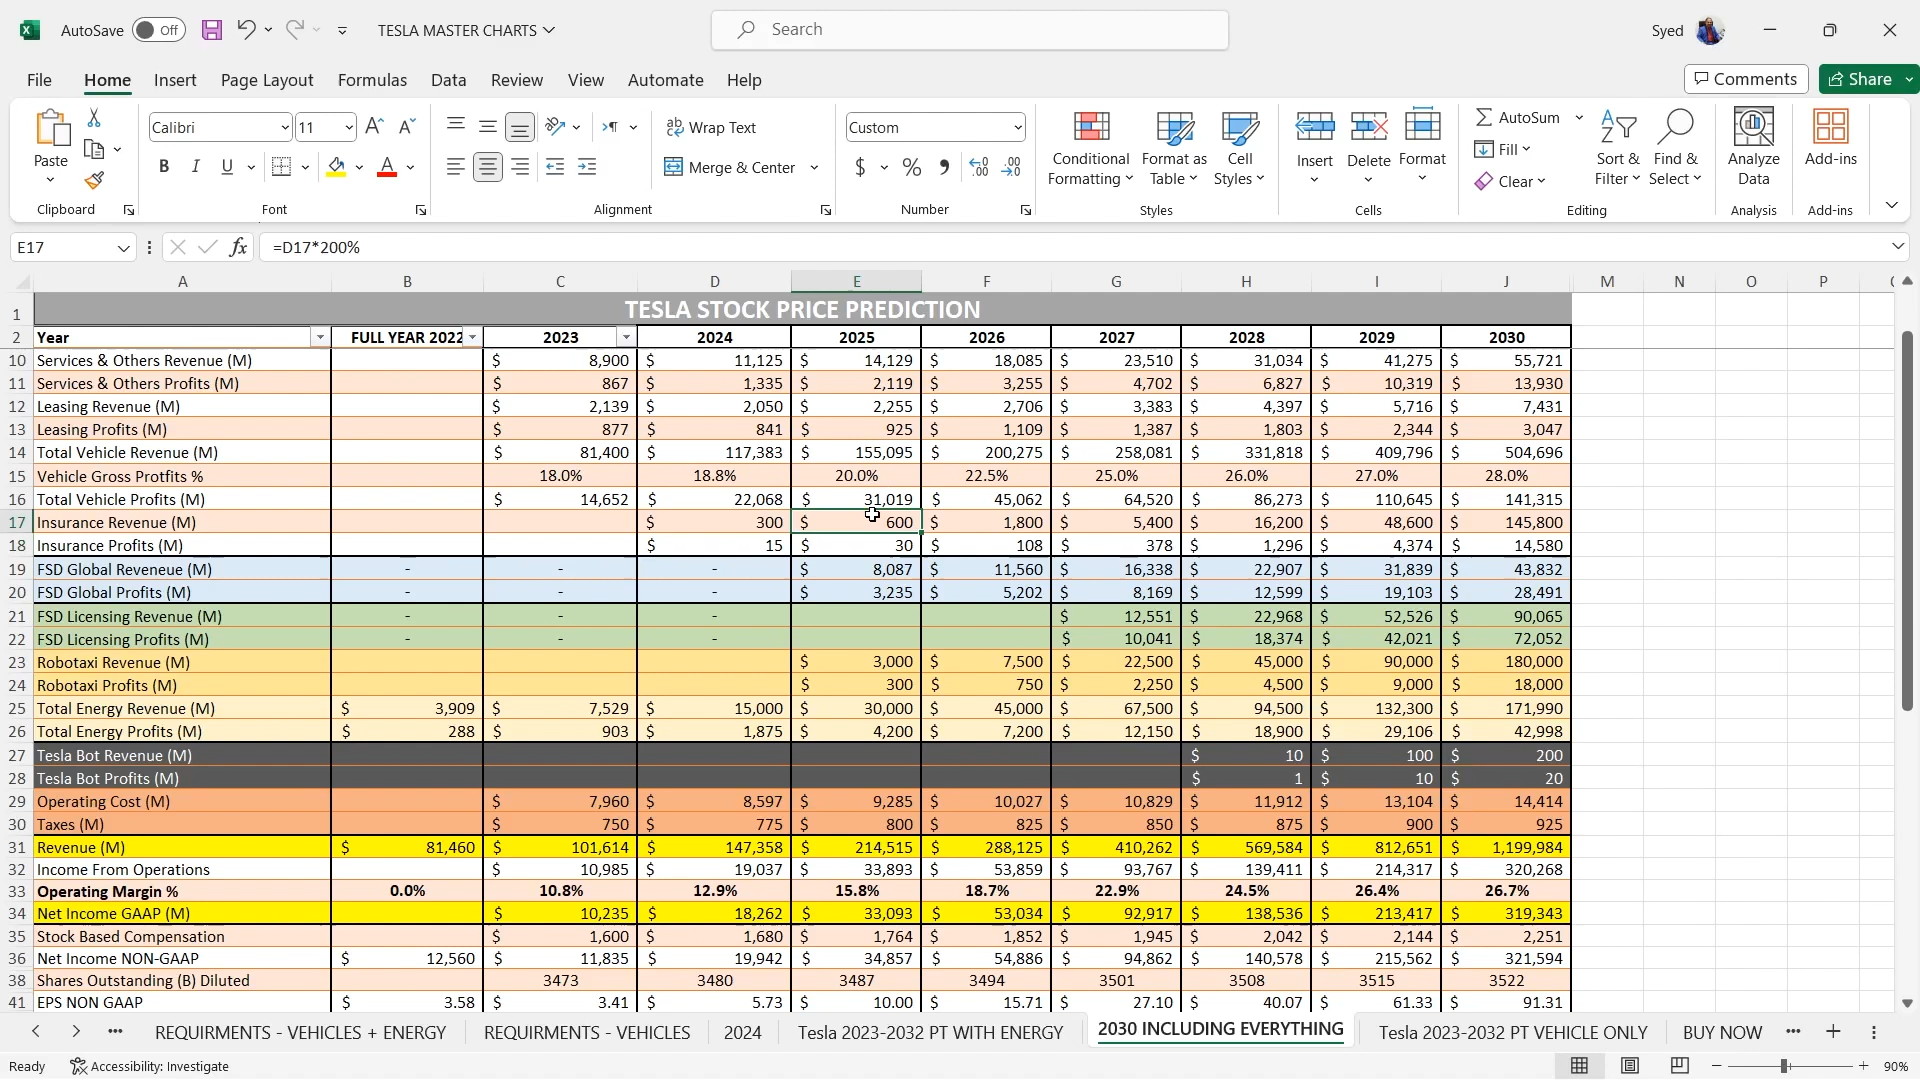 AutoSave Off TESLA MASTER CHARTS Search Syed
File Home Insert Page Layout Formulas Data Review View Automate Help Comments Share
Calibri 11 Wrap Text Custom AutoSum
Paste B I U Merge & Center $ % Conditional Formatting Format as Table Cell Styles Insert Delete Format Fill Clear Sort & Filter Find & Select Analyze Data Add-ins
Clipboard Font Alignment Number Styles Cells Editing Analysis Add-ins
E17 fx =D17*200%
A B C D E F G H I J M N O P
1 TESLA STOCK PRICE PREDICTION
2 Year FULL YEAR 2022 2023 2024 2025 2026 2027 2028 2029 2030
10 Services & Others Revenue (M) $ 8,900 $ 11,125 $ 14,129 $ 18,085 $ 23,510 $ 31,034 $ 41,275 $ 55,721
11 Services & Others Profits (M) $ 867 $ 1,335 $ 2,119 $ 3,255 $ 4,702 $ 6,827 $ 10,319 $ 13,930
12 Leasing Revenue (M) $ 2,139 $ 2,050 $ 2,255 $ 2,706 $ 3,383 $ 4,397 $ 5,716 $ 7,431
13 Leasing Profits (M) $ 877 $ 841 $ 925 $ 1,109 $ 1,387 $ 1,803 $ 2,344 $ 3,047
14 Total Vehicle Revenue (M) $ 81,400 $ 117,383 $ 155,095 $ 200,275 $ 258,081 $ 331,818 $ 409,796 $ 504,696
15 Vehicle Gross Protfits % 18.0% 18.8% 20.0% 22.5% 25.0% 26.0% 27.0% 28.0%
16 Total Vehicle Profits (M) $ 14,652 $ 22,068 $ 31,019 $ 45,062 $ 64,520 $ 86,273 $ 110,645 $ 141,315
17 Insurance Revenue (M) $ 300 $ 600 $ 1,800 $ 5,400 $ 16,200 $ 48,600 $ 145,800
18 Insurance Profits (M) $ 15 $ 30 $ 108 $ 378 $ 1,296 $ 4,374 $ 14,580
19 FSD Global Reveneue (M) - - - $ 8,087 $ 11,560 $ 16,338 $ 22,907 $ 31,839 $ 43,832
20 FSD Global Profits (M) - - - $ 3,235 $ 5,202 $ 8,169 $ 12,599 $ 19,103 $ 28,491
21 FSD Licensing Revenue (M) - - - $ 12,551 $ 22,968 $ 52,526 $ 90,065
22 FSD Licensing Profits (M) - - - $ 10,041 $ 18,374 $ 42,021 $ 72,052
23 Robotaxi Revenue (M) $ 3,000 $ 7,500 $ 22,500 $ 45,000 $ 90,000 $ 180,000
24 Robotaxi Profits (M) $ 300 $ 750 $ 2,250 $ 4,500 $ 9,000 $ 18,000
25 Total Energy Revenue (M) $ 3,909 $ 7,529 $ 15,000 $ 30,000 $ 45,000 $ 67,500 $ 94,500 $ 132,300 $ 171,990
26 Total Energy Profits (M) $ 288 $ 903 $ 1,875 $ 4,200 $ 7,200 $ 12,150 $ 18,900 $ 29,106 $ 42,998
27 Tesla Bot Revenue (M) $ 10 $ 100 $ 200
28 Tesla Bot Profits (M) $ 1 $ 10 $ 20
29 Operating Cost (M) $ 7,960 $ 8,597 $ 9,285 $ 10,027 $ 10,829 $ 11,912 $ 13,104 $ 14,414
30 Taxes (M) $ 750 $ 775 $ 800 $ 825 $ 850 $ 875 $ 900 $ 925
31 Revenue (M) $ 81,460 $ 101,614 $ 147,358 $ 214,515 $ 288,125 $ 410,262 $ 569,584 $ 812,651 $ 1,199,984
32 Income From Operations $ 10,985 $ 19,037 $ 33,893 $ 53,859 $ 93,767 $ 139,411 $ 214,317 $ 320,268
33 Operating Margin % 0.0% 10.8% 12.9% 15.8% 18.7% 22.9% 24.5% 26.4% 26.7%
34 Net Income GAAP (M) $ 10,235 $ 18,262 $ 33,093 $ 53,034 $ 92,917 $ 138,536 $ 213,417 $ 319,343
35 Stock Based Compensation $ 1,600 $ 1,680 $ 1,764 $ 1,852 $ 1,945 $ 2,042 $ 2,144 $ 2,251
36 Net Income NON-GAAP $ 12,560 $ 11,835 $ 19,942 $ 34,857 $ 54,886 $ 94,862 $ 140,578 $ 215,562 $ 321,594
38 Shares Outstanding (B) Diluted 3473 3480 3487 3494 3501 3508 3515 3522
41 EPS NON GAAP $ 3.58 $ 3.41 $ 5.73 $ 10.00 $ 15.71 $ 27.10 $ 40.07 $ 61.33 $ 91.31
REQUIRMENTS - VEHICLES + ENERGY REQUIRMENTS - VEHICLES 2024 Tesla 2023-2032 PT WITH ENERGY 2030 INCLUDING EVERYTHING Tesla 2023-2032 PT VEHICLE ONLY BUY NOW
Ready Accessibility: Investigate 90%